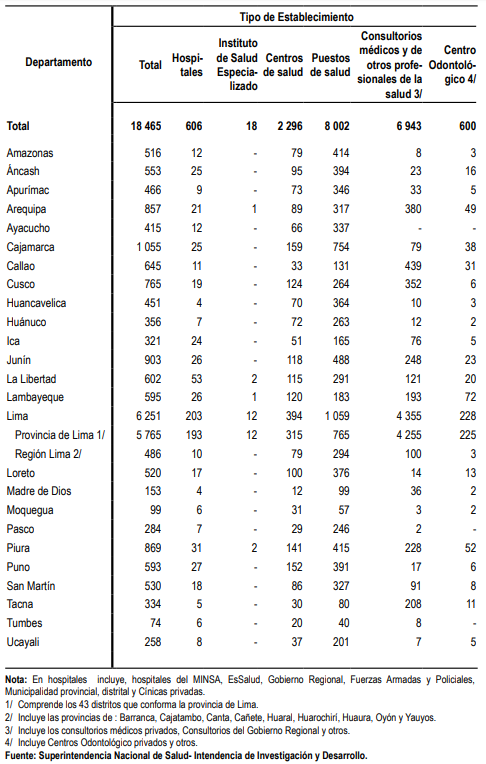 Tipo de Establecimiento
Departamento Total Hospi-tales Instituto de Salud Especia-lizado Centros de salud Puestos de salud Consultorios médicos y de otros profe-sionales de la salud 3/ Centro Odontoló-gico 4/
Total 18 465 606 18 2 296 8 002 6 943 600
Amazonas 516 12 - 79 414 8 3
Áncash 553 25 - 95 394 23 16
Apurímac 466 9 - 73 346 33 5
Arequipa 857 21 1 89 317 380 49
Ayacucho 415 12 - 66 337 - -
Cajamarca 1 055 25 - 159 754 79 38
Callao 645 11 - 33 131 439 31
Cusco 765 19 - 124 264 352 6
Huancavelica 451 4 - 70 364 10 3
Huánuco 356 7 - 72 263 12 2
Ica 321 24 - 51 165 76 5
Junín 903 26 - 118 488 248 23
La Libertad 602 53 2 115 291 121 20
Lambayeque 595 26 1 120 183 193 72
Lima 6 251 203 12 394 1 059 4 355 228
Provincia de Lima 1/ 5 765 193 12 315 765 4 255 225
Región Lima 2/ 486 10 - 79 294 100 3
Loreto 520 17 - 100 376 14 13
Madre de Dios 153 4 - 12 99 36 2
Moquegua 99 6 - 31 57 3 2
Pasco 284 7 - 29 246 2 -
Piura 869 31 2 141 415 228 52
Puno 593 27 - 152 391 17 6
San Martín 530 18 - 86 327 91 8
Tacna 334 5 - 30 80 208 11
Tumbes 74 6 - 20 40 8 -
Ucayali 258 8 - 37 201 7 5
Nota: En hospitales incluye, hospitales del MINSA, EsSalud, Gobierno Regional, Fuerzas Armadas y Policiales,
Municipalidad provincial, distrital y Cínicas privadas.
1/ Comprende los 43 distritos que conforma la provincia de Lima.
2/ Incluye las provincias de : Barranca, Cajatambo, Canta, Cañete, Huaral, Huarochirí, Huaura, Oyón y Yauyos.
3/ Incluye los consultorios médicos privados, Consultorios del Gobierno Regional y otros.
4/ Incluye Centros Odontológico privados y otros.
Fuente: Superintendencia Nacional de Salud- Intendencia de Investigación y Desarrollo.